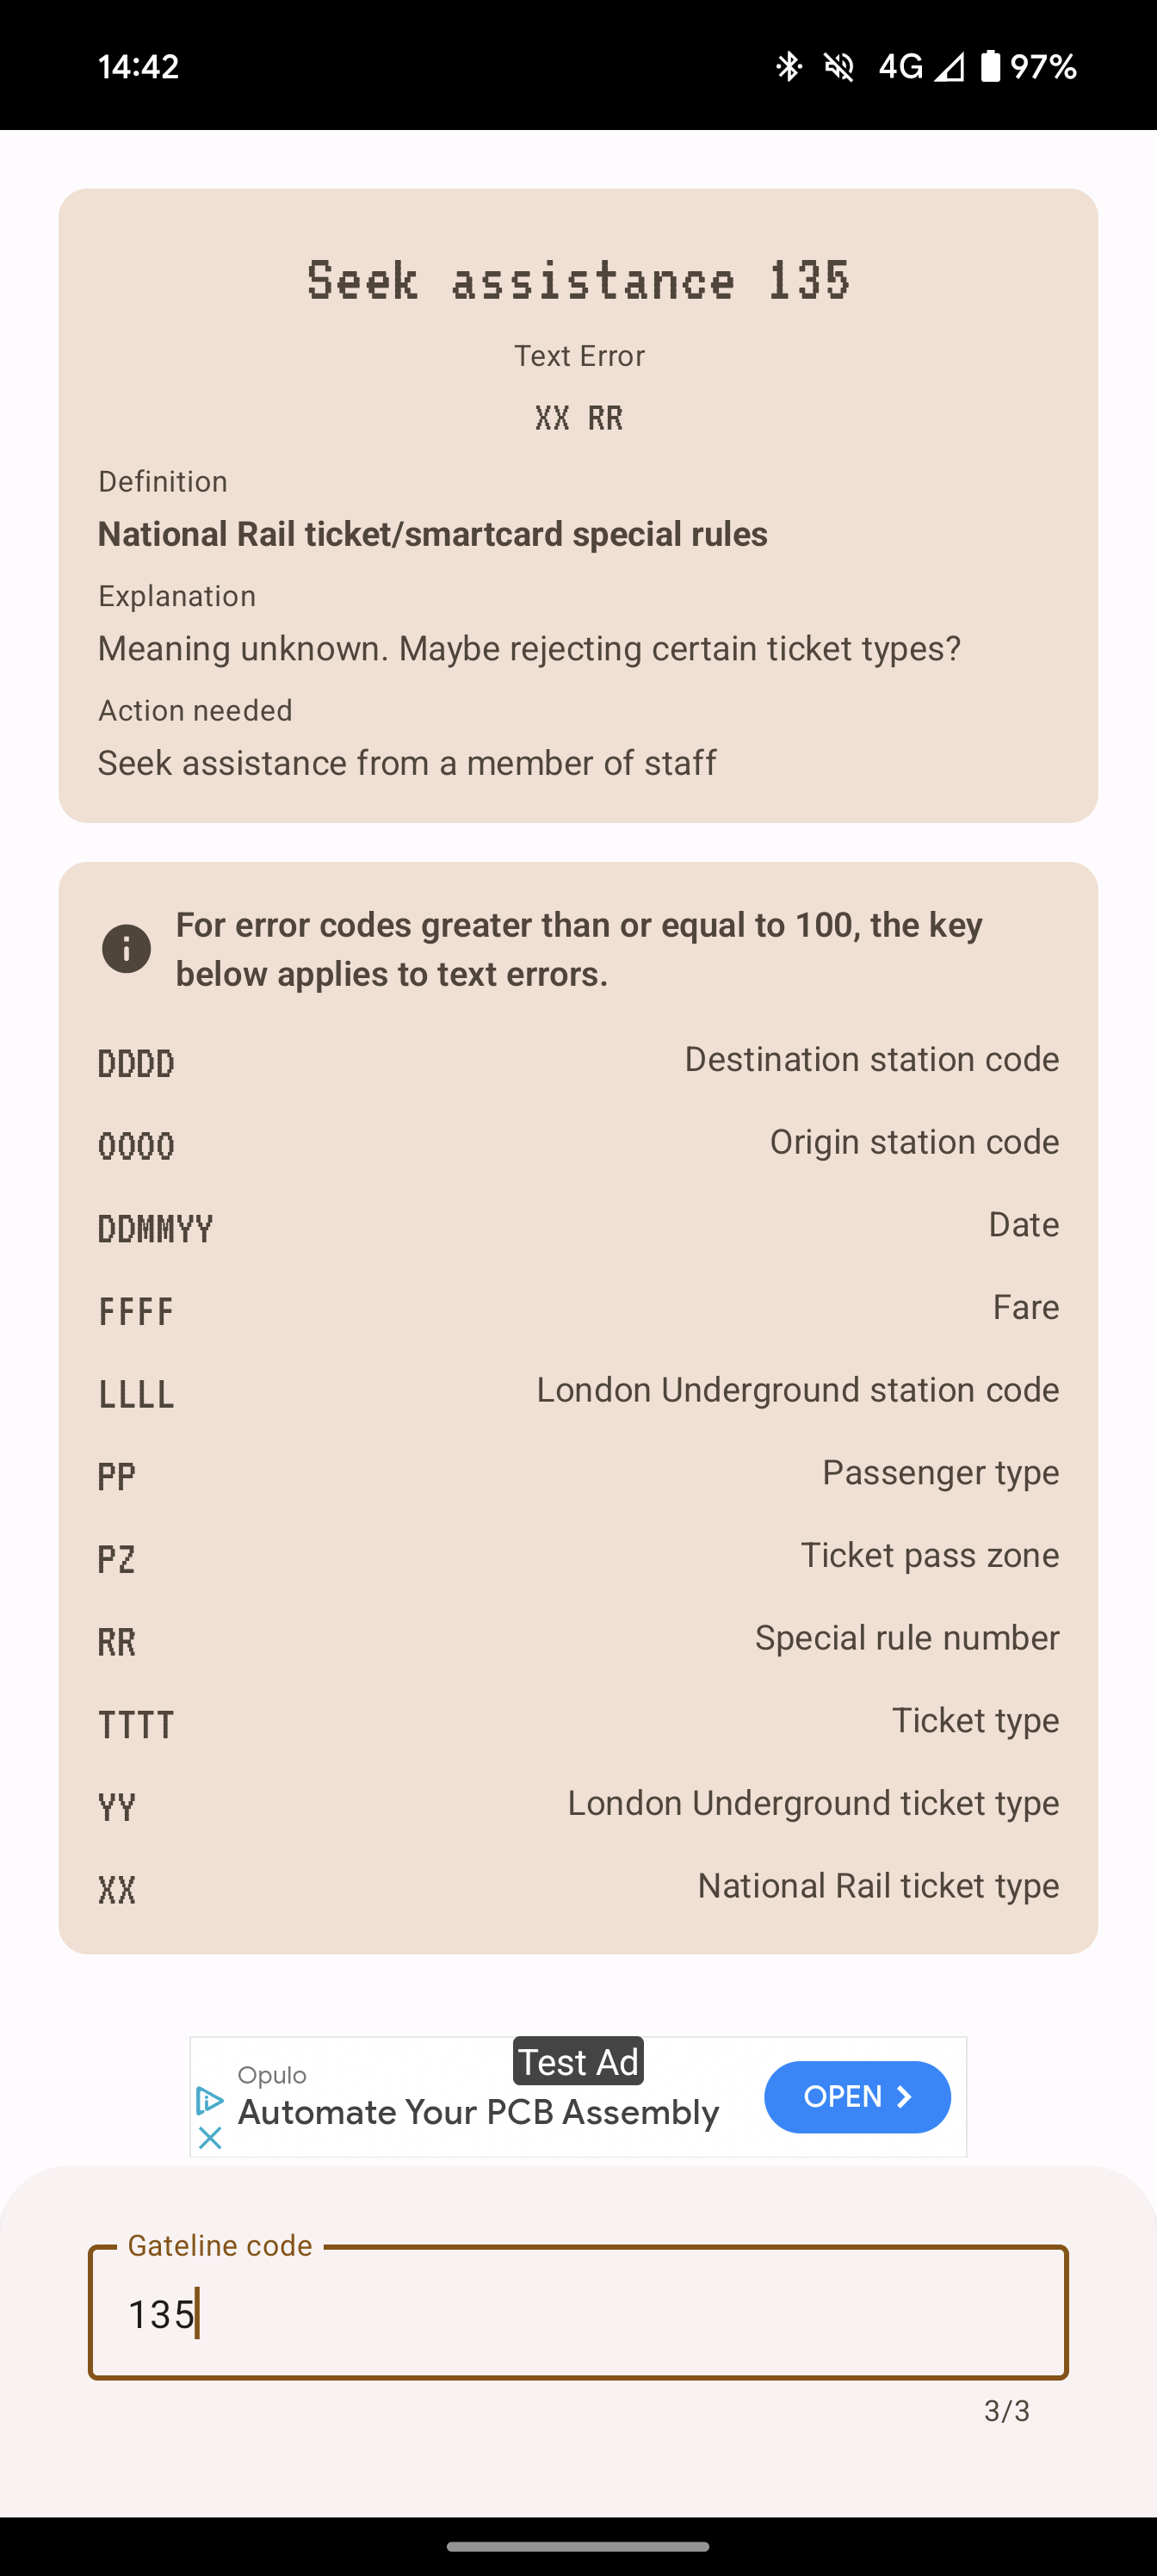 14:42
4G
97%
Seek assistance 135
Text Error
XX RR
Definition
National Rail ticket/smartcard special rules
Explanation
Meaning unknown. Maybe rejecting certain ticket types?
Action needed
Seek assistance from a member of staff
For error codes greater than or equal to 100, the key
below applies to text errors.
DDDD Destination station code
OOOO Origin station code
DDMMYY Date
FFFF Fare
LLLL London Underground station code
PP Passenger type
PZ Ticket pass zone
RR Special rule number
TTTT Ticket type
YY London Underground ticket type
XX National Rail ticket type
Test Ad
Opulo
Automate Your PCB Assembly
OPEN
Gateline code
135
3/3